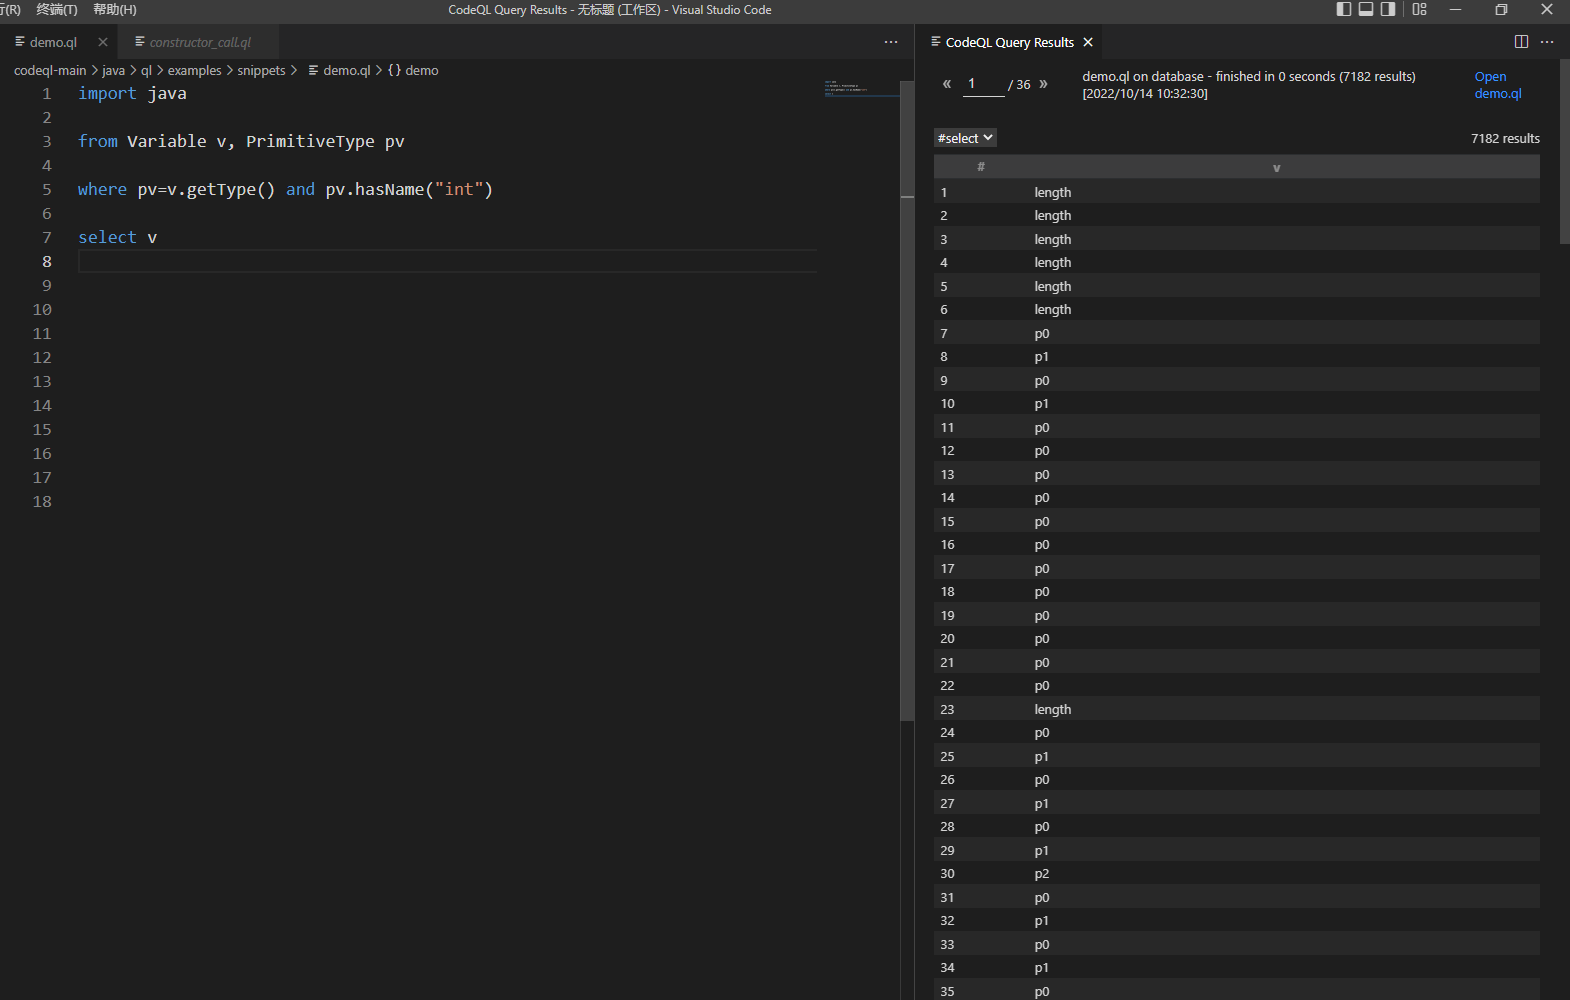 行(R) 终端(T) 帮助(H)
CodeQL Query Results - 无标题 (工作区) - Visual Studio Code
demo.ql
constructor_call.ql
codeql-main > java > ql > examples > snippets > demo.ql > {} demo
1 import java
2
3 from Variable v, PrimitiveType pv
4
5 where pv=v.getType() and pv.hasName("int")
6
7 select v
8
9
10
11
12
13
14
15
16
17
18
CodeQL Query Results
« 1 / 36 »
demo.ql on database - finished in 0 seconds (7182 results)
[2022/10/14 10:32:30]
Open
demo.ql
#select
7182 results
# v
1 length
2 length
3 length
4 length
5 length
6 length
7 p0
8 p1
9 p0
10 p1
11 p0
12 p0
13 p0
14 p0
15 p0
16 p0
17 p0
18 p0
19 p0
20 p0
21 p0
22 p0
23 length
24 p0
25 p1
26 p0
27 p1
28 p0
29 p1
30 p2
31 p0
32 p1
33 p0
34 p1
35 p0